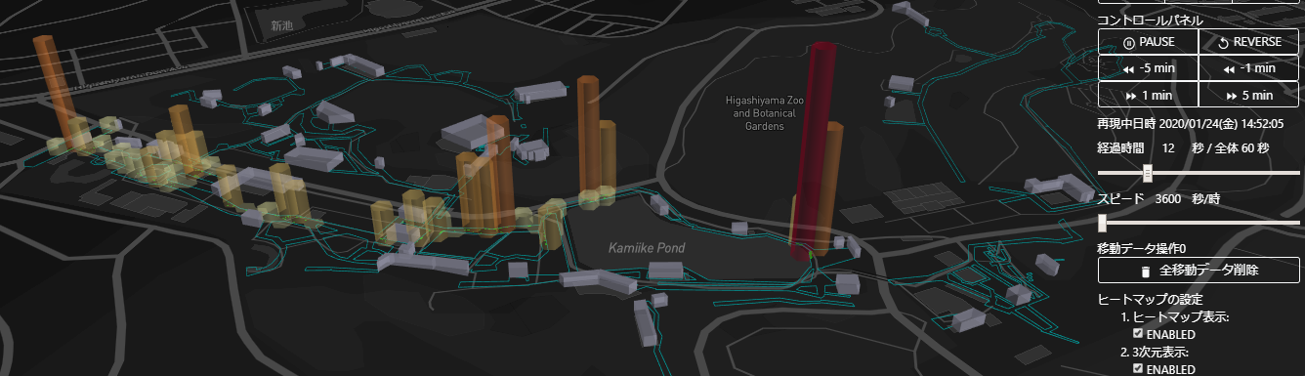 新池
Higashiyama Zoo
and Botanical
Gardens
Kamiike Pond
コントロールパネル
PAUSE
REVERSE
-5 min
-1 min
1 min
5 min
再現中日時 2020/01/24(金) 14:52:05
経過時間 12 秒 / 全体 60 秒
スピード 3600 秒/時
移動データ操作0
全移動データ削除
ヒートマップの設定
1. ヒートマップ表示:
ENABLED
2. 3次元表示:
ENABLED